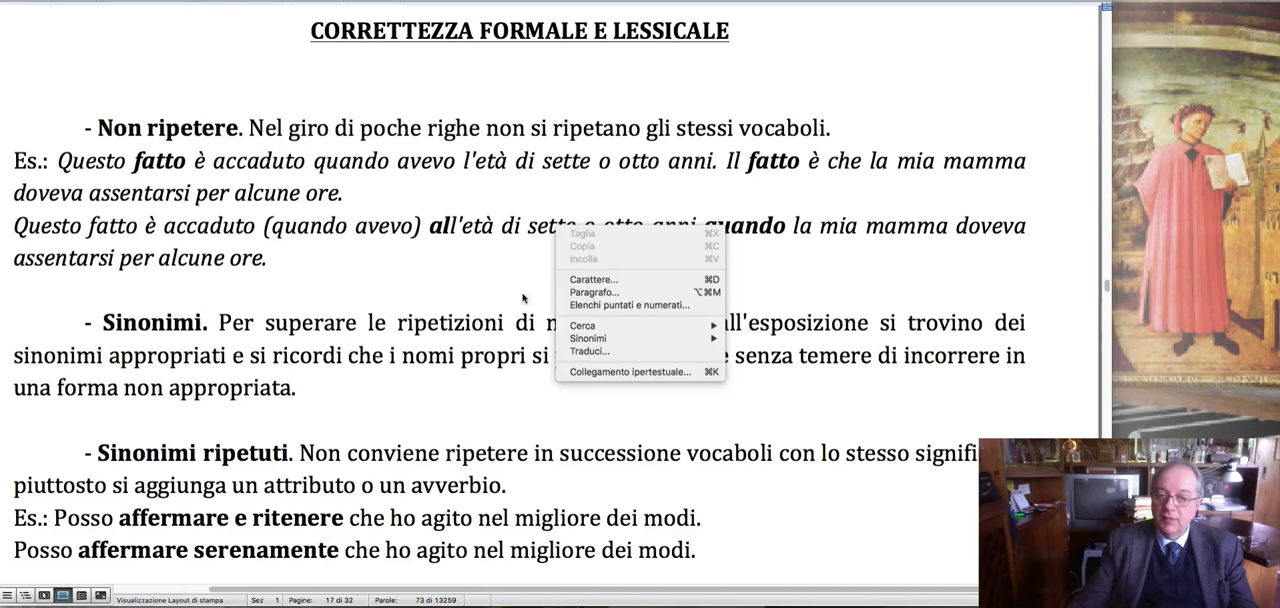 CORRETTEZZA FORMALE E LESSICALE
- Non ripetere. Nel giro di poche righe non si ripetano gli stessi vocaboli.
Es.: Questo fatto è accaduto quando avevo l'età di sette o otto anni. Il fatto è che la mia mamma
doveva assentarsi per alcune ore.
Questo fatto è accaduto (quando avevo) all'età di sette o otto anni quando la mia mamma doveva
assentarsi per alcune ore.
Taglia ⌘X
Copia ⌘C
Incolla ⌘V
Carattere... ⌘D
Paragrafo... ⌥⌘M
Elenchi puntati e numerati...
Cerca
Sinonimi
Traduci...
Collegamento ipertestuale... ⌘K
- Sinonimi. Per superare le ripetizioni di all'esposizione si trovino dei
sinonimi appropriati e si ricordi che i nomi propri si senza temere di incorrere in
una forma non appropriata.
- Sinonimi ripetuti. Non conviene ripetere in successione vocaboli con lo stesso signifi
piuttosto si aggiunga un attributo o un avverbio.
Es.: Posso affermare e ritenere che ho agito nel migliore dei modi.
Posso affermare serenamente che ho agito nel migliore dei modi.
Visualizzazione Layout di stampa Sez 1 Pagine: 17 di 32 Parole: 73 di 13259